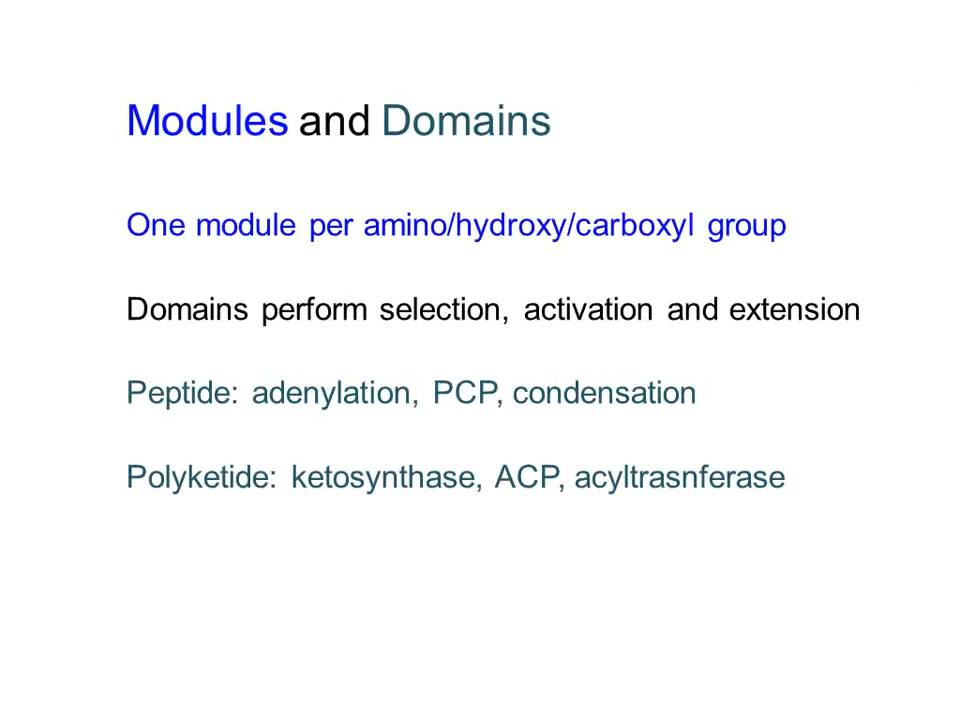 Modules and Domains
One module per amino/hydroxy/carboxyl group
Domains perform selection, activation and extension
Peptide: adenylation, PCP, condensation
Polyketide: ketosynthase, ACP, acyltrasnferase